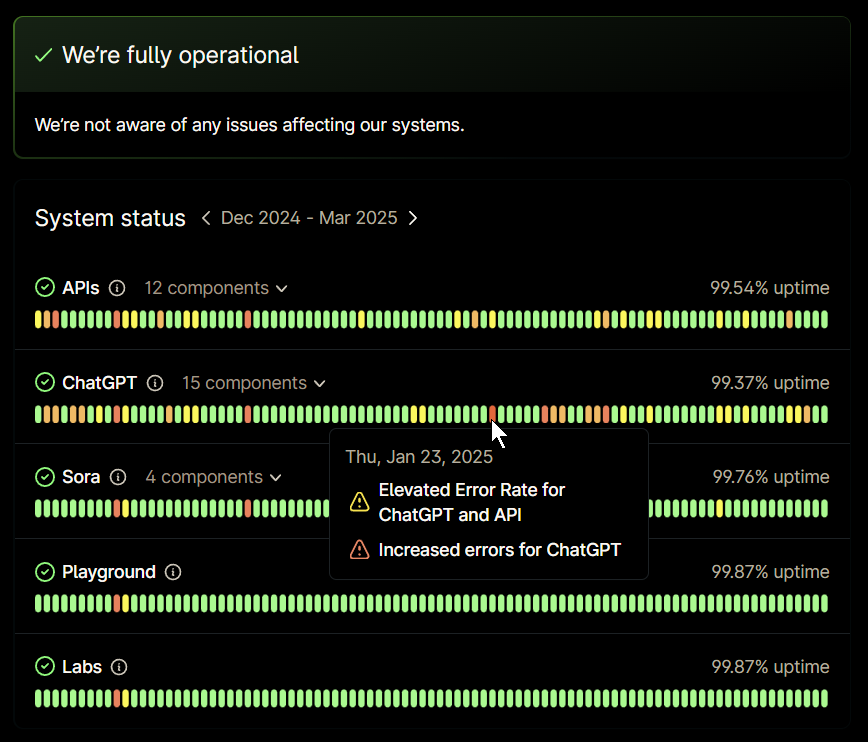 We’re fully operational
We’re not aware of any issues affecting our systems.
System status < Dec 2024 - Mar 2025 >
APIs 12 components 99.54% uptime
ChatGPT 15 components 99.37% uptime
Thu, Jan 23, 2025
Elevated Error Rate for
ChatGPT and API
Increased errors for ChatGPT
Sora 4 components 99.76% uptime
Playground 99.87% uptime
Labs 99.87% uptime